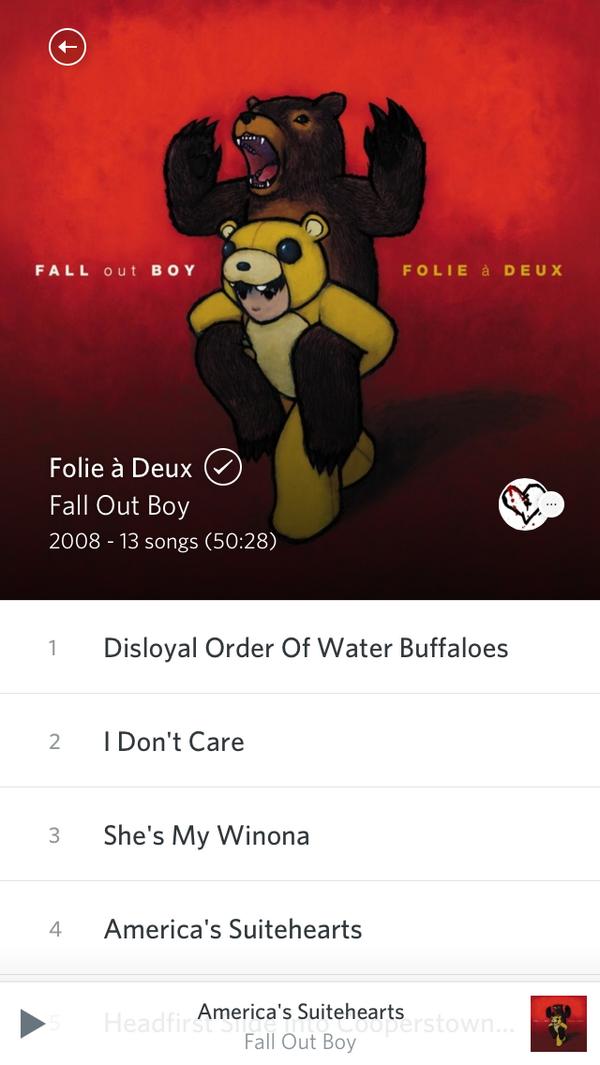 FALL out BOY
FOLIE à DEUX
Folie à Deux
Fall Out Boy
2008 - 13 songs (50:28)
1 Disloyal Order Of Water Buffaloes
2 I Don't Care
3 She's My Winona
4 America's Suitehearts
5 Headfirst Slide Into Cooperstown...
America's Suitehearts
Fall Out Boy